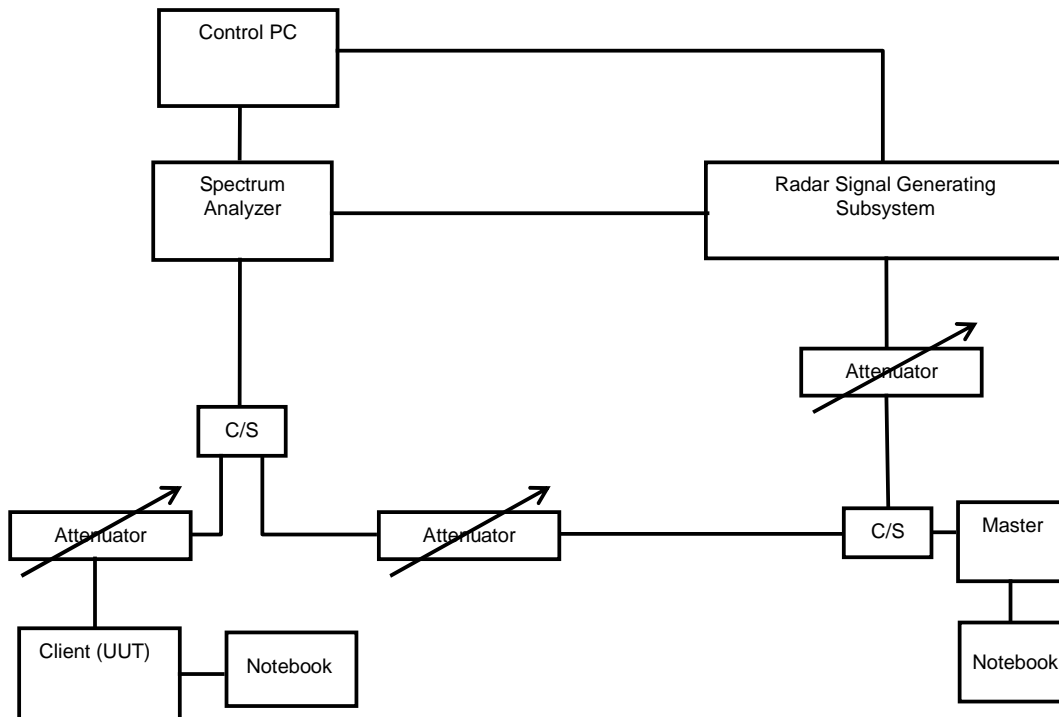 Control PC
Spectrum
Analyzer
Radar Signal Generating
Subsystem
Attenuator
C/S
Attenuator
Attenuator
C/S
Master
Client (UUT)
Notebook
Notebook